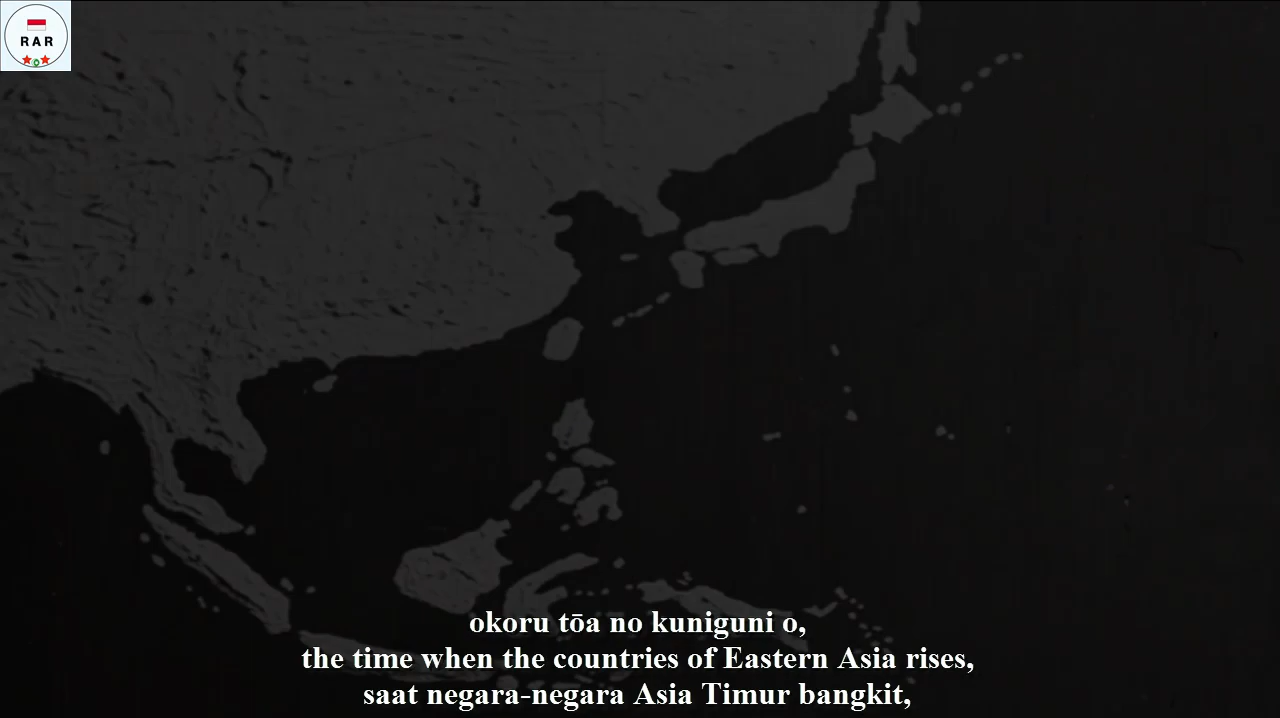 RAR
okoru tōa no kuniguni o,
the time when the countries of Eastern Asia rises,
saat negara-negara Asia Timur bangkit,